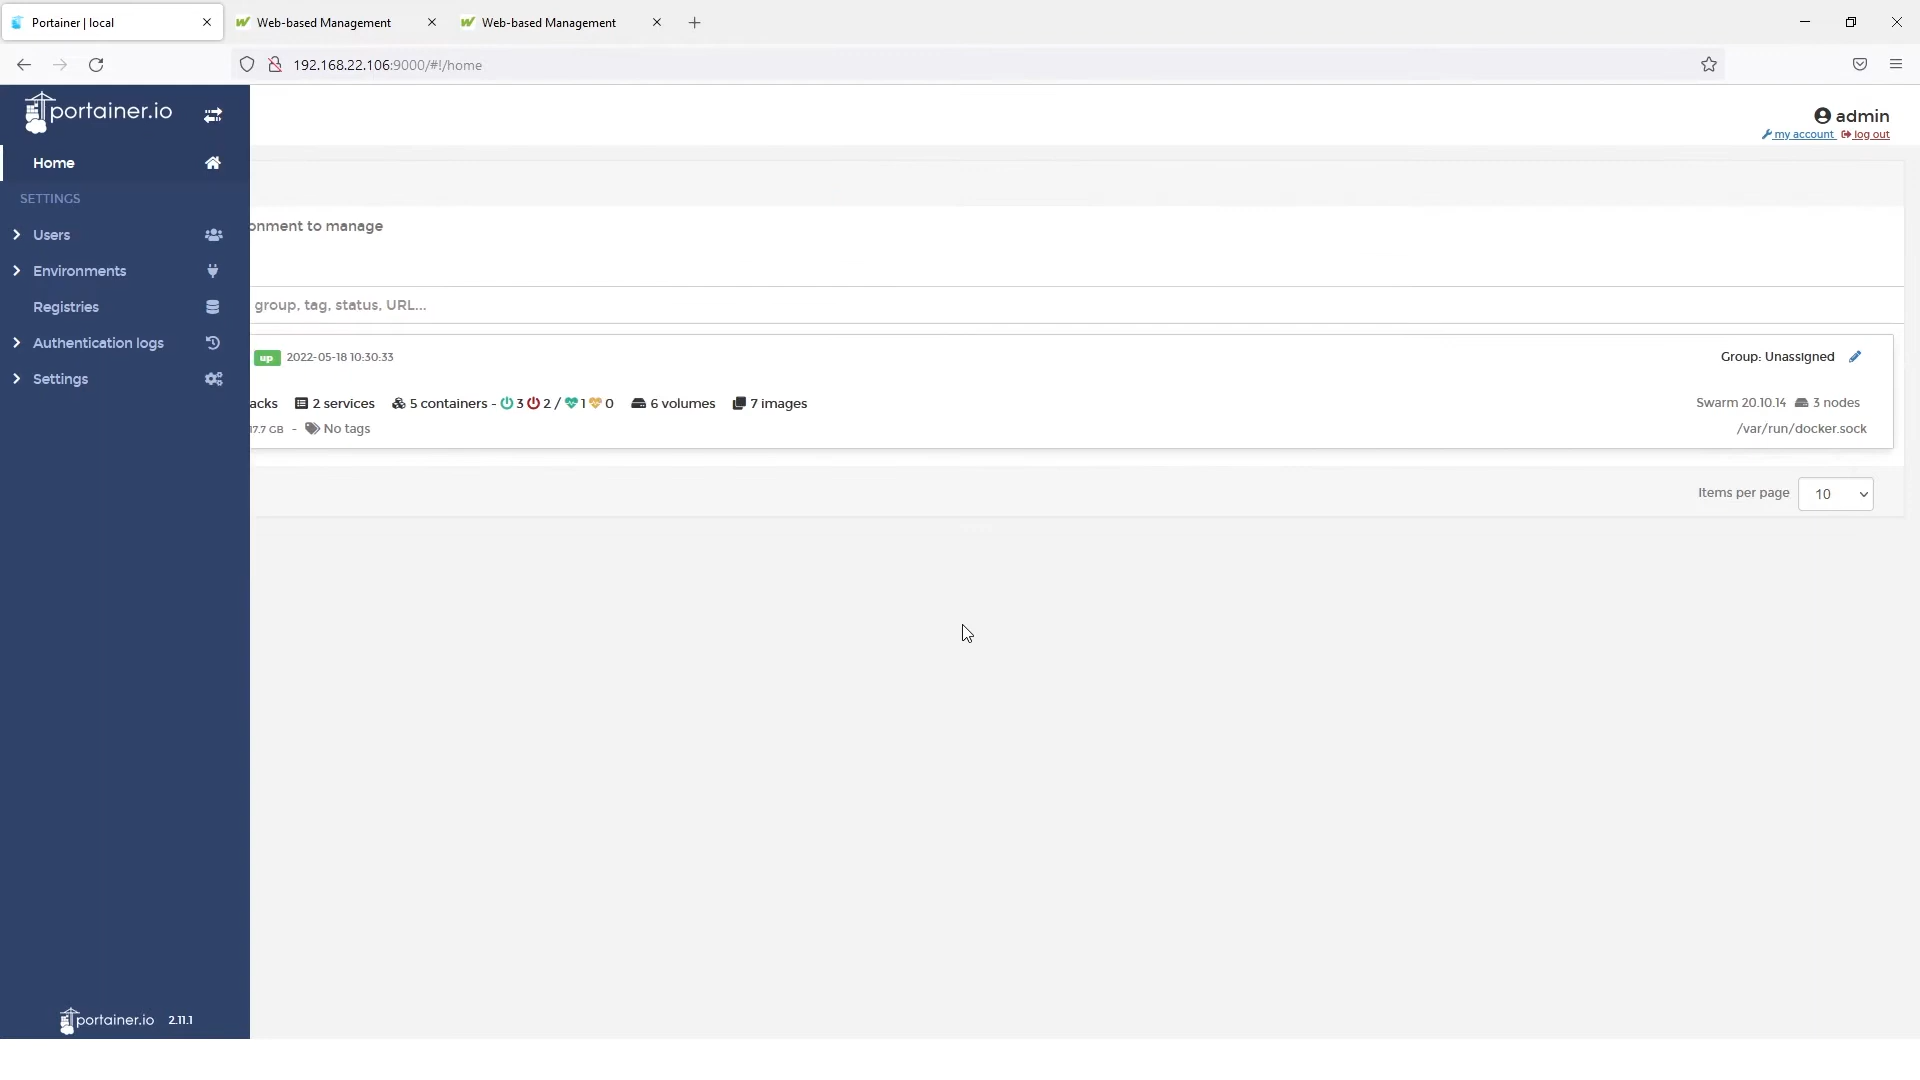 Portainer | local
Web-based Management
Web-based Management
192.168.22.106:9000/#!/home
portainer.io
admin
my account log out
Home
SETTINGS
onment to manage
Users
Environments
Registries
group, tag, status, URL...
Authentication logs
up 2022-05-18 10:30:33
Group: Unassigned
Settings
acks 2 services 5 containers - 3 2 / 1 0 6 volumes 7 images
Swarm 20.10.14 3 nodes
17.7 GB - No tags
/var/run/docker.sock
Items per page 10
portainer.io 2.11.1